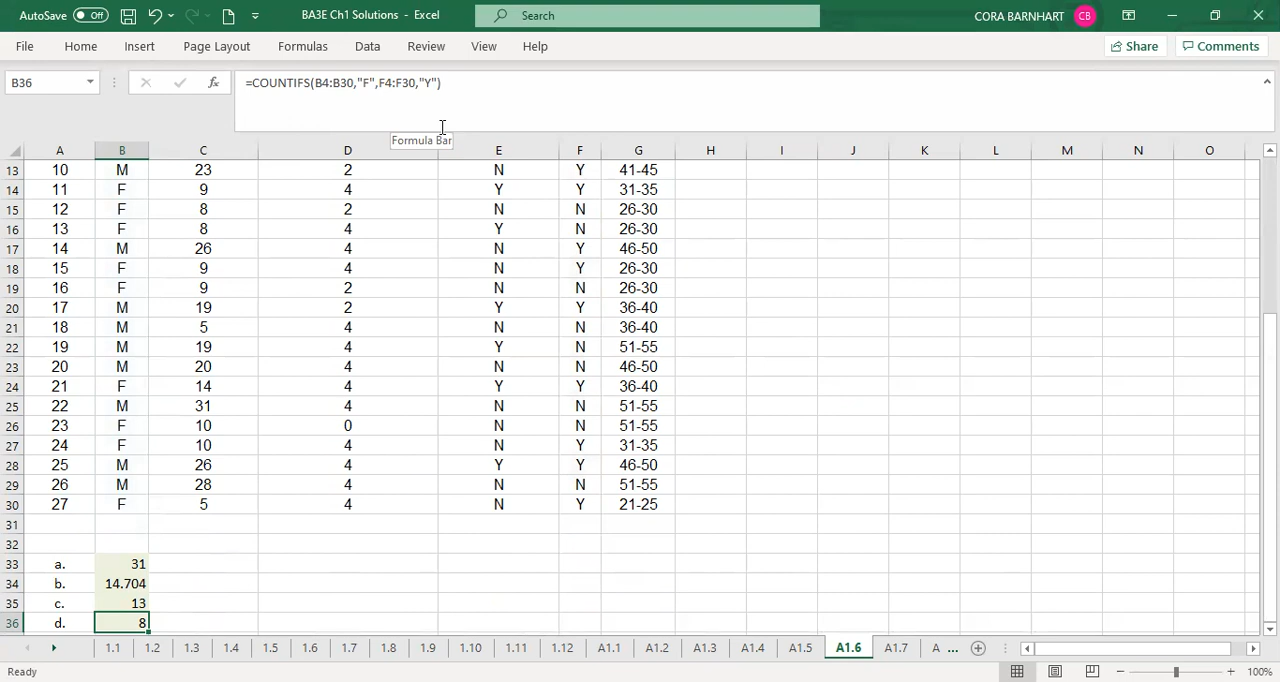 AutoSave Off BA3E Ch1 Solutions - Excel Search CORA BARNHART CB
File Home Insert Page Layout Formulas Data Review View Help Share Comments
B36 fx =COUNTIFS(B4:B30,"F",F4:F30,"Y")
Formula Bar
A B C D E F G H I J K L M N O
13 10 M 23 2 N Y 41-45
14 11 F 9 4 Y Y 31-35
15 12 F 8 2 N N 26-30
16 13 F 8 4 Y N 26-30
17 14 M 26 4 N Y 46-50
18 15 F 9 4 N Y 26-30
19 16 F 9 2 N N 26-30
20 17 M 19 2 Y Y 36-40
21 18 M 5 4 N N 36-40
22 19 M 19 4 Y N 51-55
23 20 M 20 4 N N 46-50
24 21 F 14 4 Y Y 36-40
25 22 M 31 4 N N 51-55
26 23 F 10 0 N N 51-55
27 24 F 10 4 N Y 31-35
28 25 M 26 4 Y Y 46-50
29 26 M 28 4 N N 51-55
30 27 F 5 4 N Y 21-25
31
32
33 a. 31
34 b. 14.704
35 c. 13
36 d. 8
1.1 1.2 1.3 1.4 1.5 1.6 1.7 1.8 1.9 1.10 1.11 1.12 A1.1 A1.2 A1.3 A1.4 A1.5 A1.6 A1.7 A ...
Ready 100%